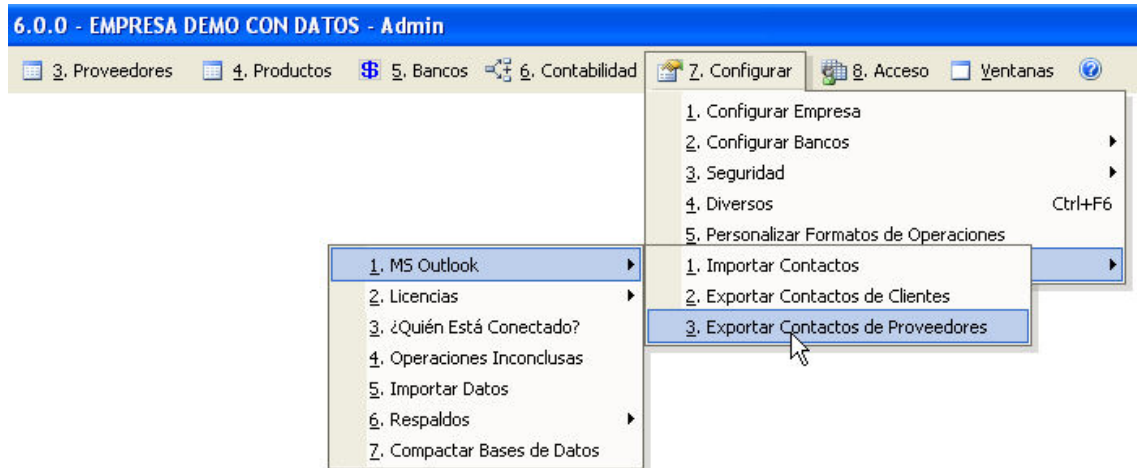 6.0.0 - EMPRESA DEMO CON DATOS - Admin
3. Proveedores 4. Productos 5. Bancos 6. Contabilidad 7. Configurar 8. Acceso Ventanas
1. Configurar Empresa
2. Configurar Bancos
3. Seguridad
4. Diversos Ctrl+F6
5. Personalizar Formatos de Operaciones
1. MS Outlook
2. Licencias
3. ¿Quién Está Conectado?
4. Operaciones Inconclusas
5. Importar Datos
6. Respaldos
7. Compactar Bases de Datos
1. Importar Contactos
2. Exportar Contactos de Clientes
3. Exportar Contactos de Proveedores